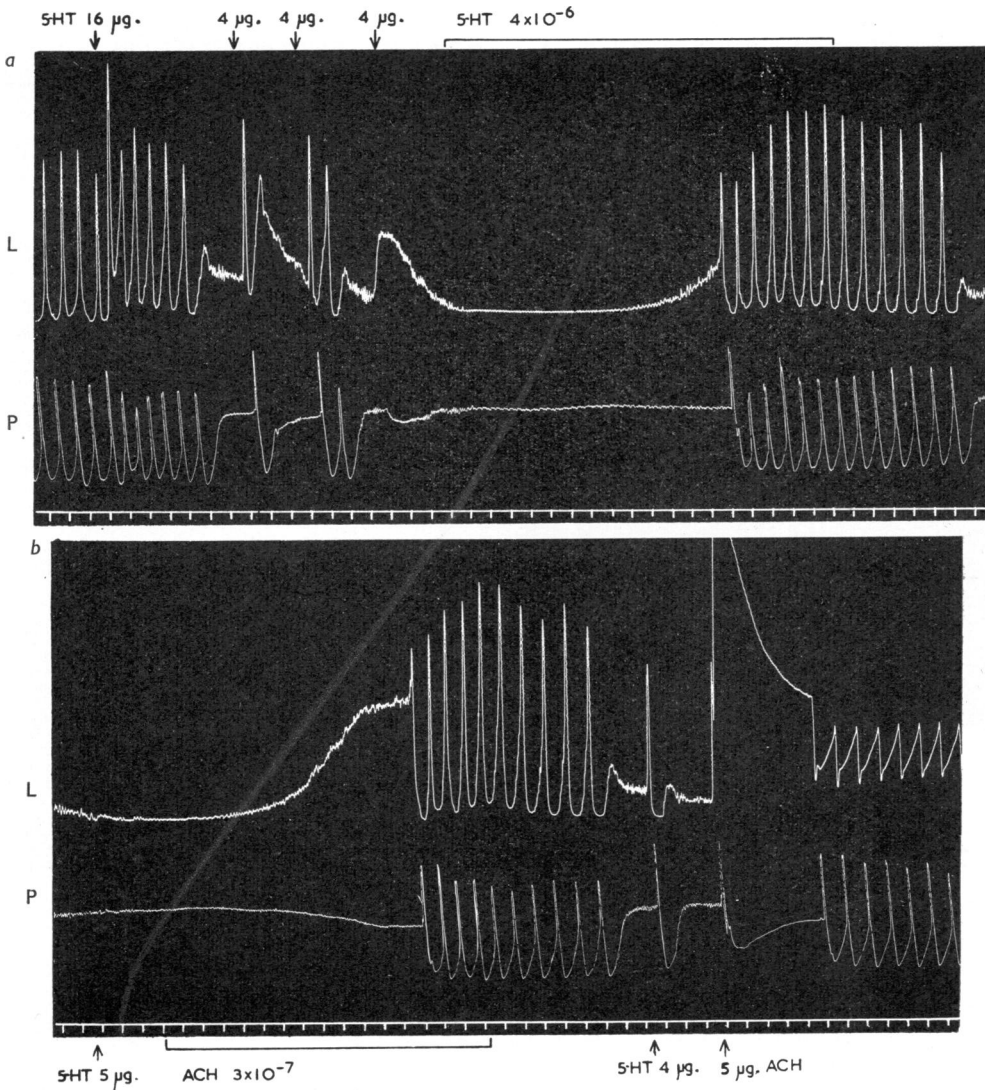 5-HT 16 µg. 4 µg. 4 µg. 4 µg. 5-HT 4×10⁻⁶
a
L
P
b
L
P
5-HT 5 µg. ACH 3×10⁻⁷ 5-HT 4 µg. 5 µg. ACH